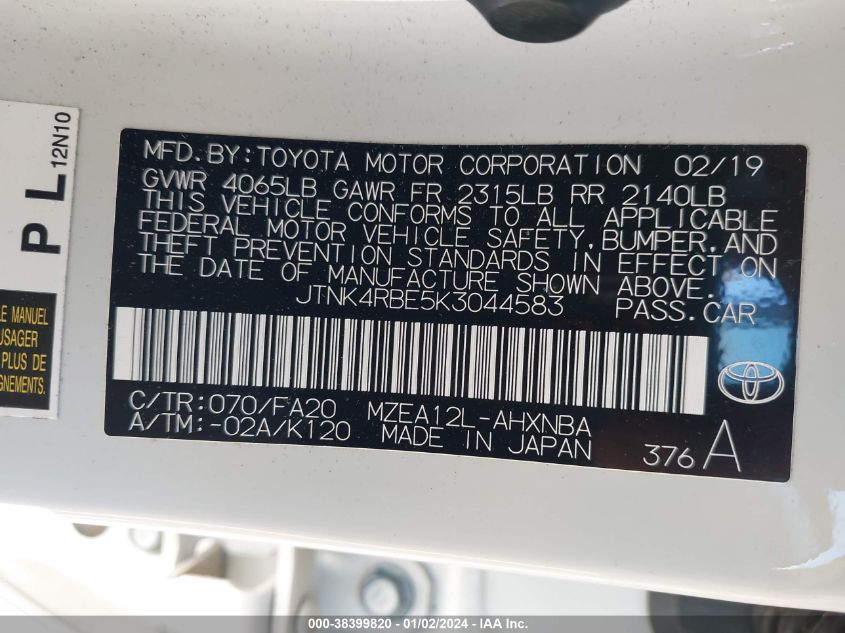 MFD.BY:TOYOTA MOTOR CORPORATION 02/19
GVWR 4065LB GAWR FR 2315LB RR 2140LB
THIS VEHICLE CONFORMS TO ALL APPLICABLE
FEDERAL MOTOR VEHICLE SAFETY,BUMPER,AND
THEFT PREVENTION STANDARDS IN EFFECT ON
THE DATE OF MANUFACTURE SHOWN ABOVE.
JTNK4RBE5K3044583 PASS.CAR
C/TR:070/FA20 MZEA12L-AHXNBA
A/TM:-02A/K120 MADE IN JAPAN
376 A
P L 12N10
LE MANUEL
USAGER
PLUS DE
000-38399820 - 01/02/2024 - IAA Inc.